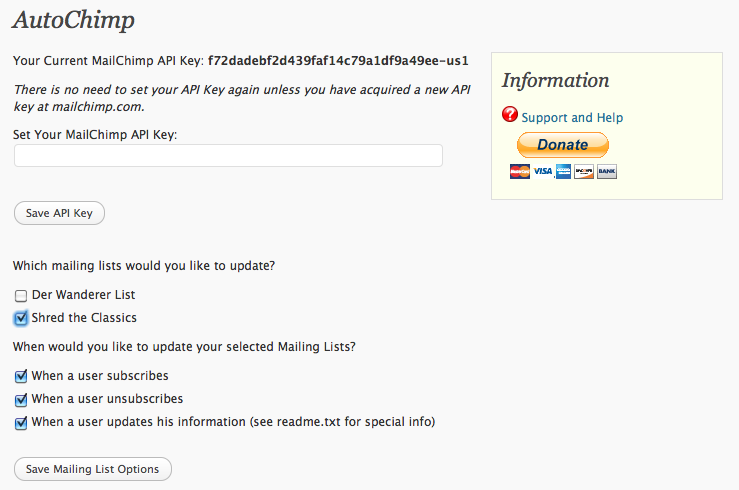 AutoChimp
Your Current MailChimp API Key: f72dadebf2d439faf14c79a1df9a49ee-us1
There is no need to set your API Key again unless you have acquired a new API
key at mailchimp.com.
Set Your MailChimp API Key:
Save API Key
Information
? Support and Help
Donate
MasterCard VISA BANK
Which mailing lists would you like to update?
Der Wanderer List
Shred the Classics
When would you like to update your selected Mailing Lists?
When a user subscribes
When a user unsubscribes
When a user updates his information (see readme.txt for special info)
Save Mailing List Options